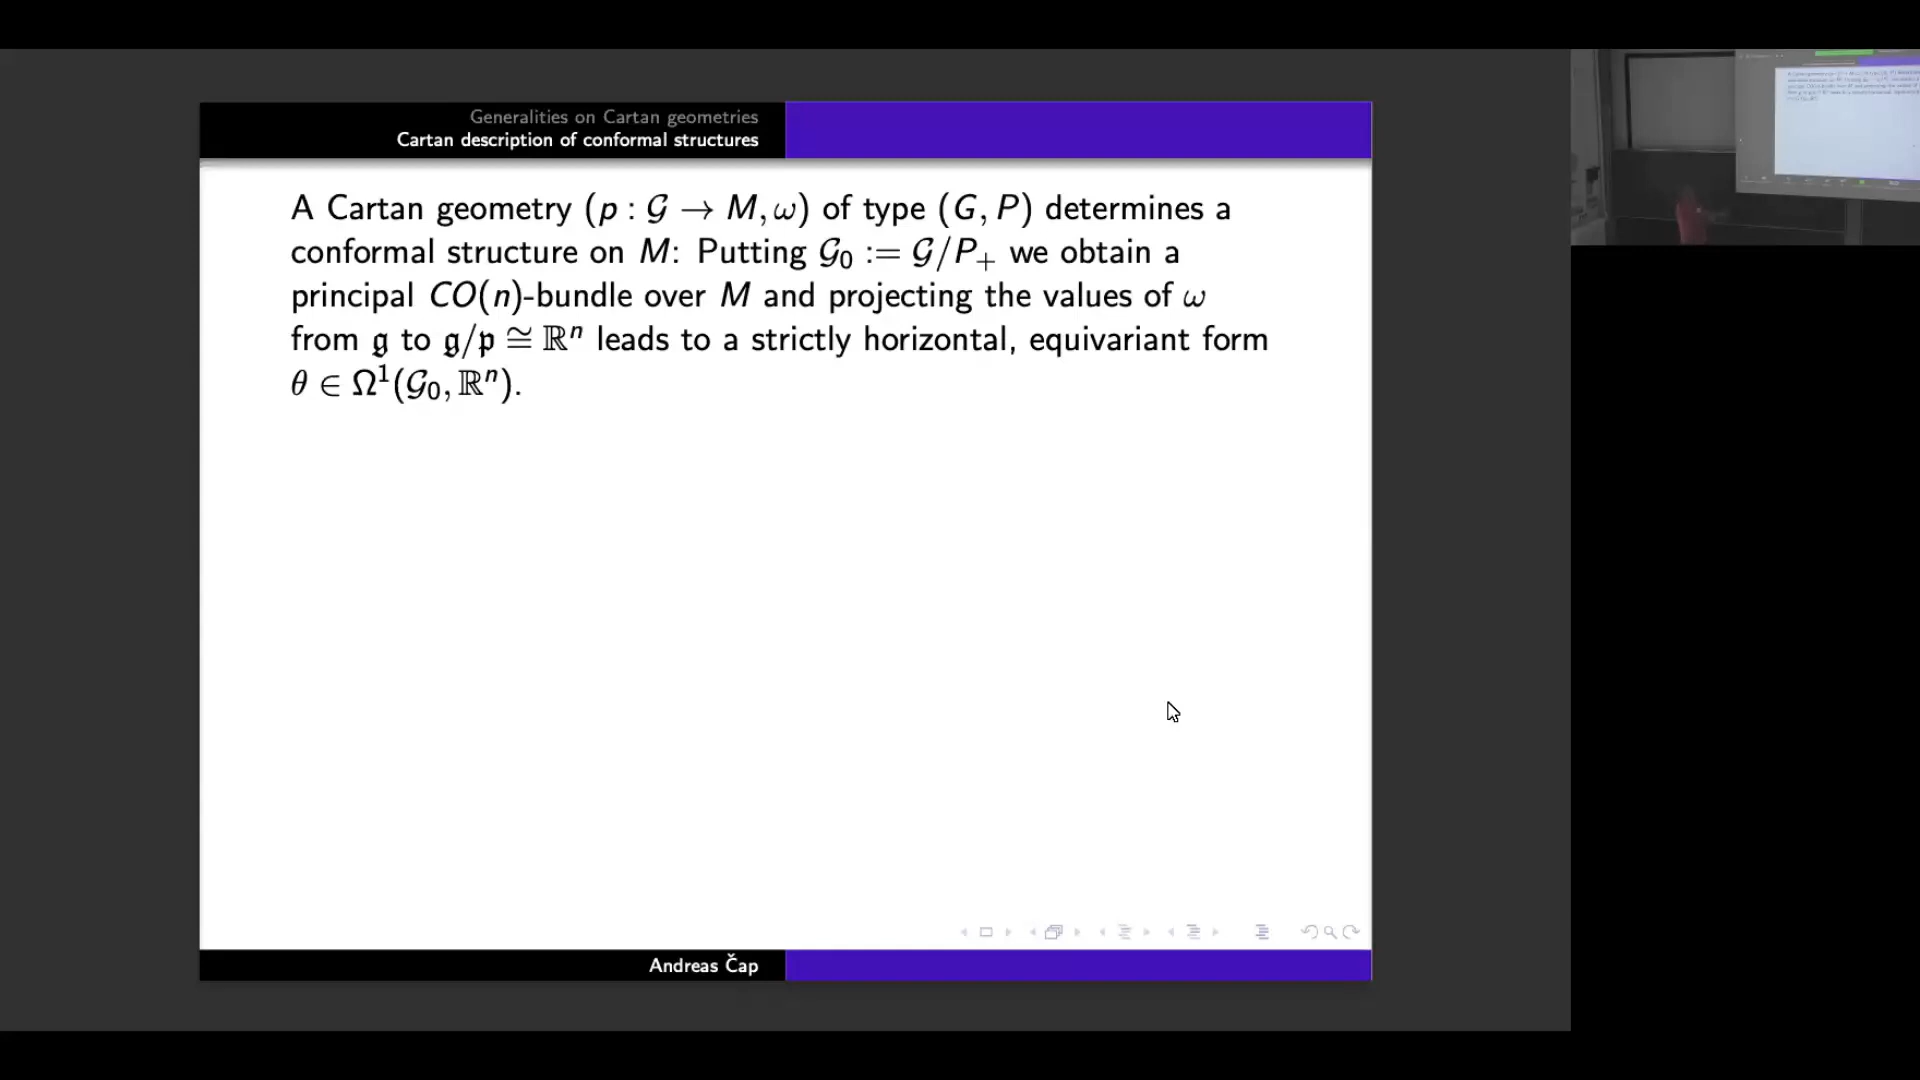 Generalities on Cartan geometries
Cartan description of conformal structures
A Cartan geometry (p : 𝒢 → M, ω) of type (G, P) determines a
conformal structure on M: Putting 𝒢₀ := 𝒢/P₊ we obtain a
principal CO(n)-bundle over M and projecting the values of ω
from 𝔤 to 𝔤/𝔭 ≅ ℝⁿ leads to a strictly horizontal, equivariant form
θ ∈ Ω¹(𝒢₀, ℝⁿ).
Andreas Čap